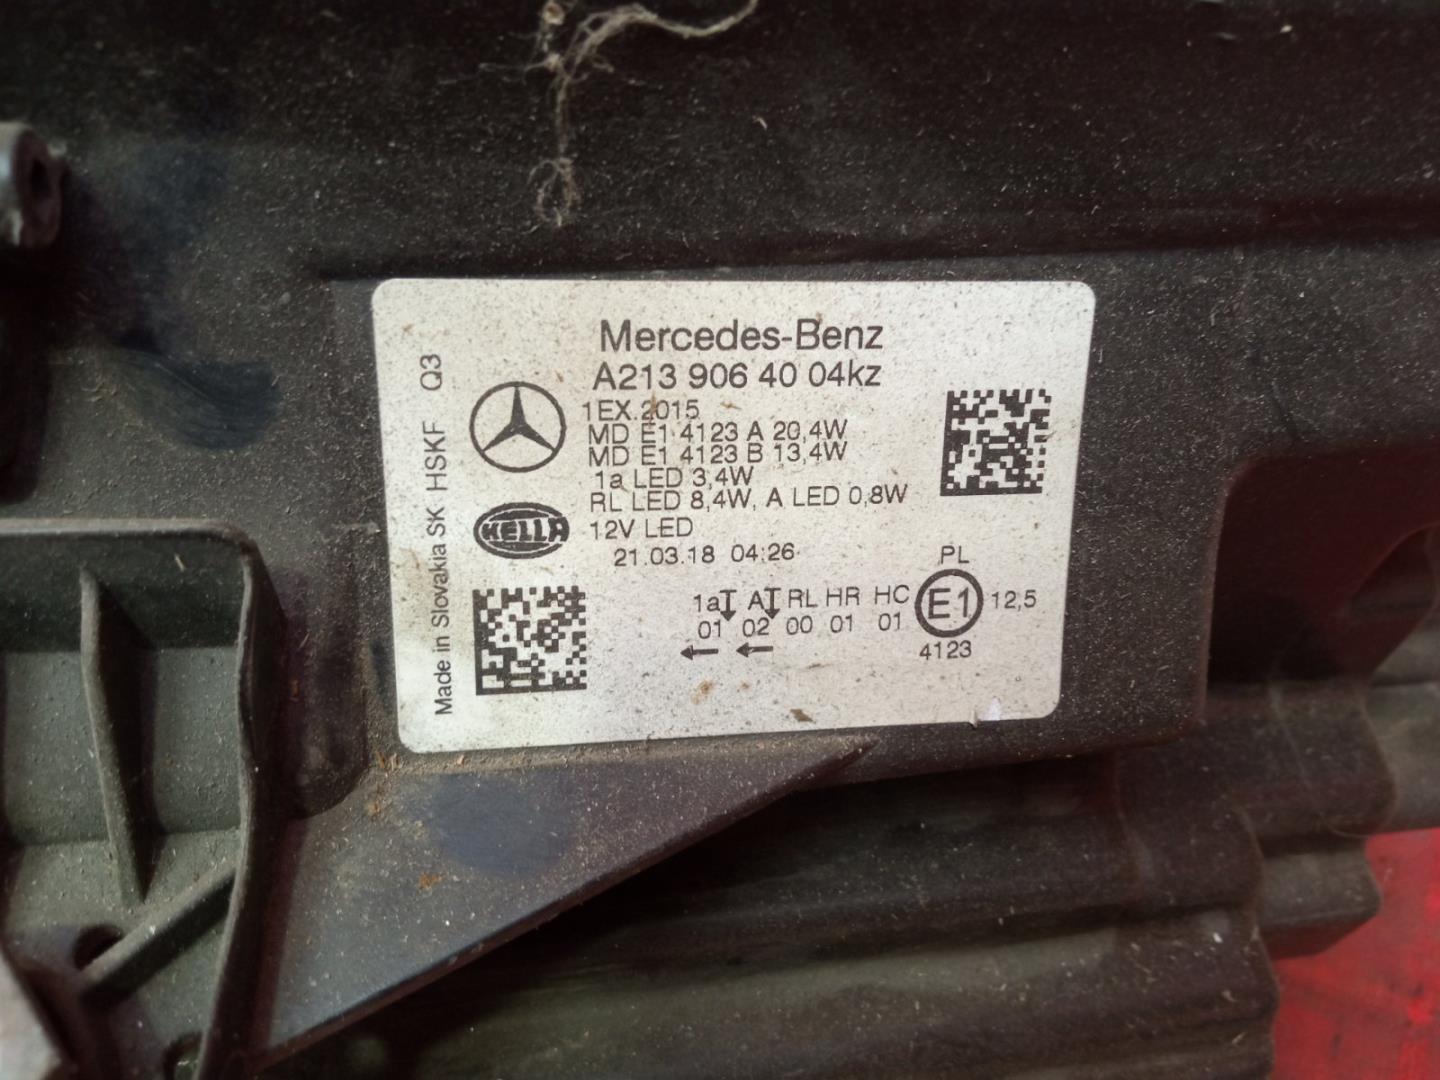 Mercedes-Benz
A213 906 40 04kz
1EX.2015
MD E1 4123 A 20,4W
MD E1 4123 B 13,4W
1a LED 3,4W
RL LED 8,4W, A LED 0,8W
12V LED
21.03.18 04:26
HELLA
Made in Slovakia SK HSKF Q3
PL
1a A RL HR HC E1 12,5
01 02 00 01 01
4123